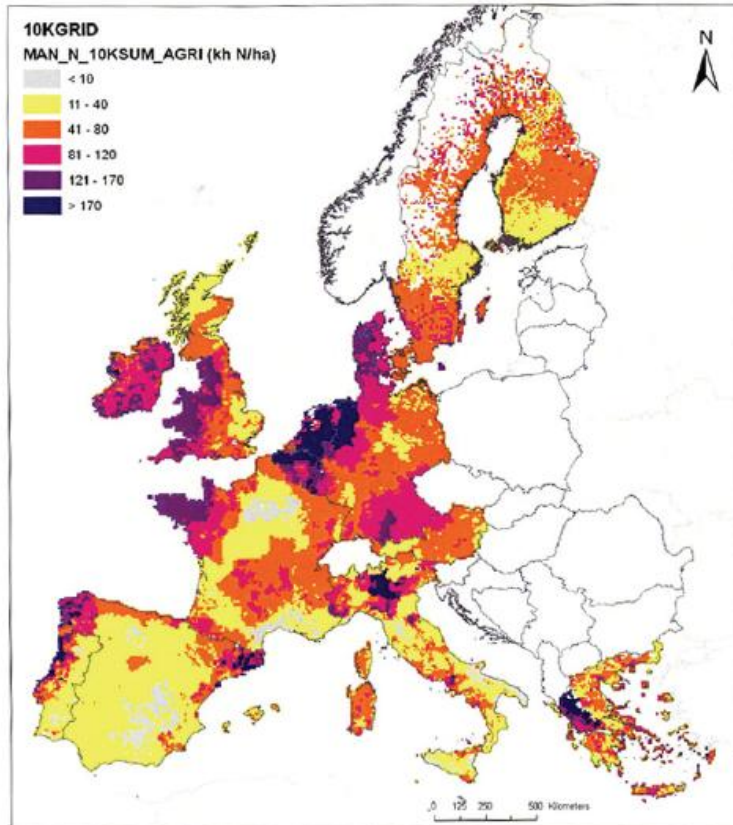 10KGRID
MAN_N_10KSUM_AGRI (kh N/ha)
< 10
11 - 40
41 - 80
81 - 120
121 - 170
> 170
N
0 125 250 500 Kilometers